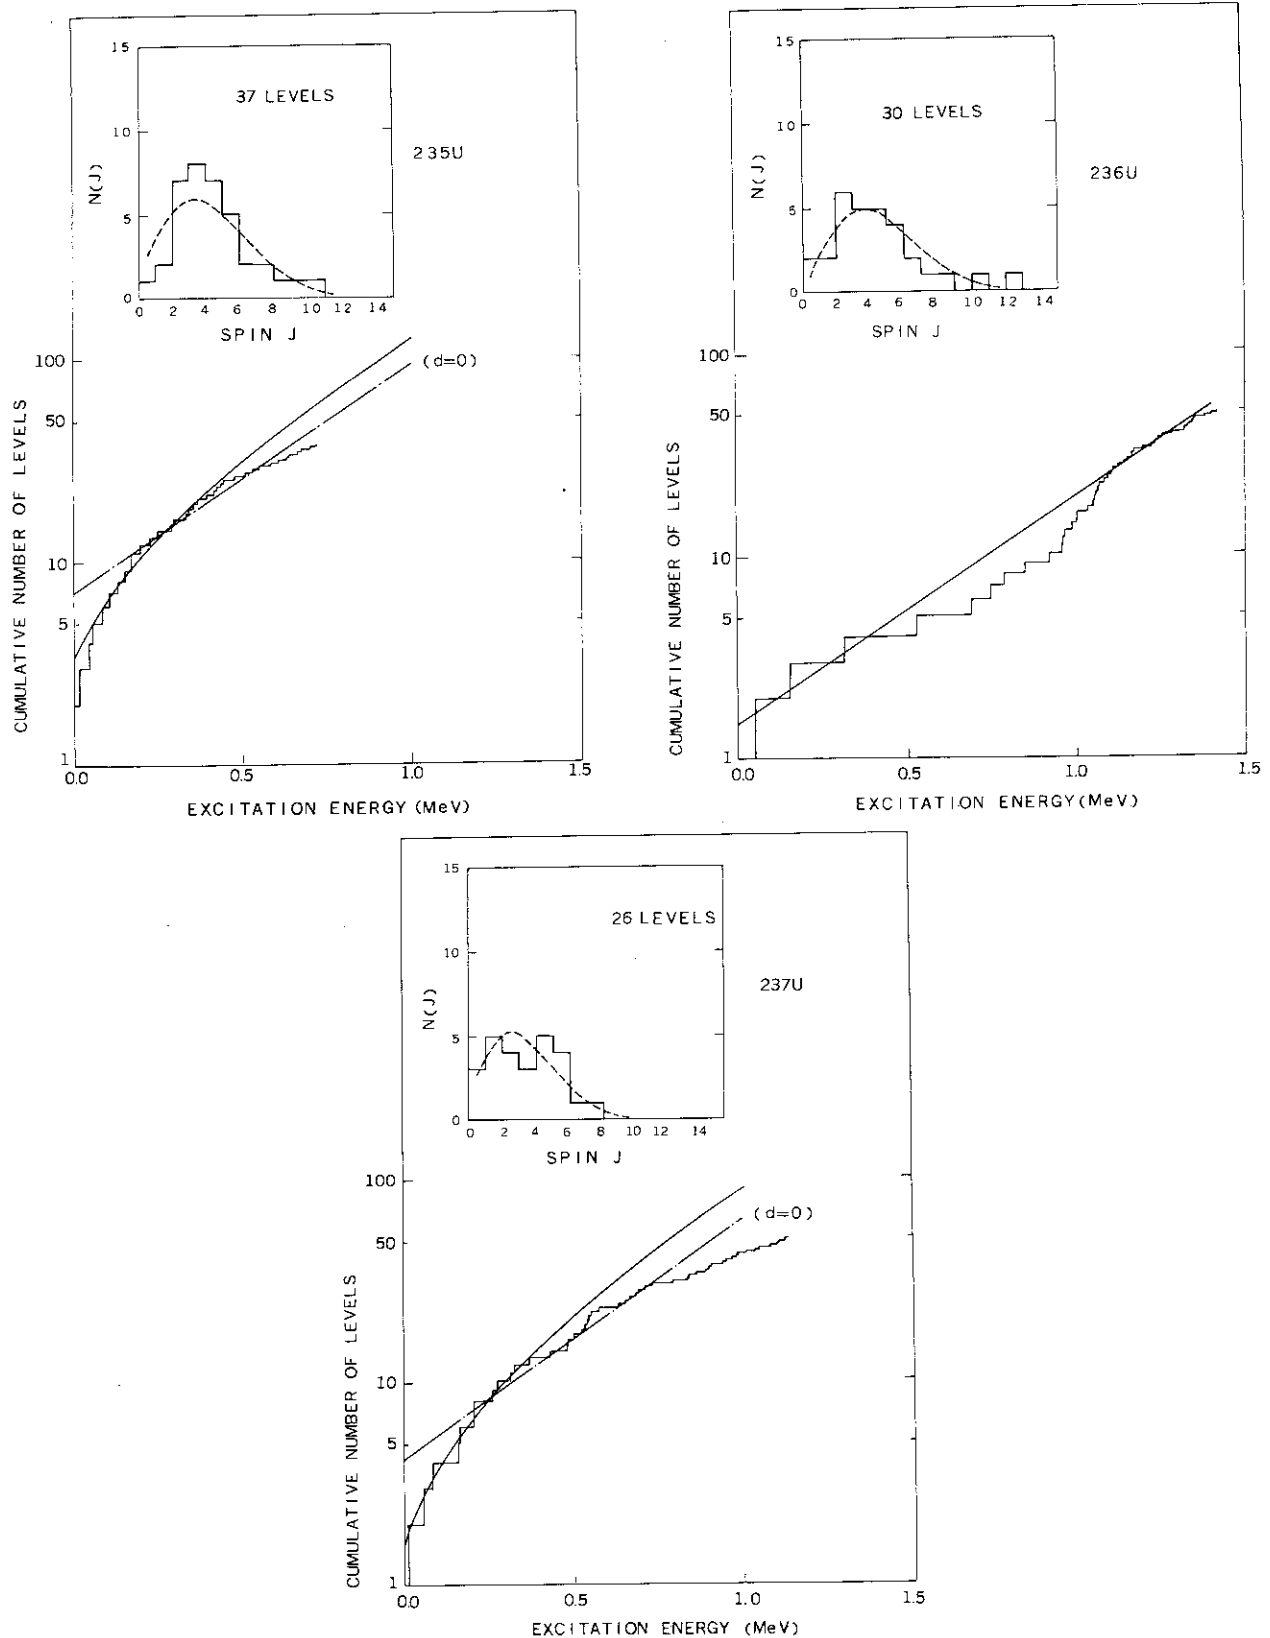 15
37 LEVELS
10
235U
N(J)
5
0
0 2 4 6 8 10 12 14
SPIN J
100
(d=0)
50
10
5
1
0.0 0.5 1.0 1.5
CUMULATIVE NUMBER OF LEVELS
EXCITATION ENERGY (MeV)
15
30 LEVELS
10
236U
N(J)
5
0
0 2 4 6 8 10 12 14
SPIN J
100
50
10
5
1
0.0 0.5 1.0 1.5
CUMULATIVE NUMBER OF LEVELS
EXCITATION ENERGY (MeV)
15
26 LEVELS
10
237U
N(J)
5
0
0 2 4 6 8 10 12 14
SPIN J
100
(d=0)
50
10
5
1
0.0 0.5 1.0 1.5
CUMULATIVE NUMBER OF LEVELS
EXCITATION ENERGY (MeV)